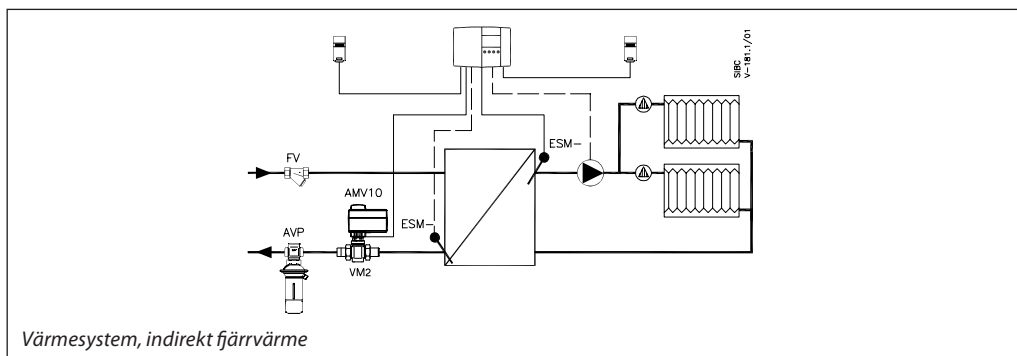 SIBC
V-181.1/01
ESM-
FV
AMV10
ESM-
AVP
VM2
Värmesystem, indirekt fjärrvärme